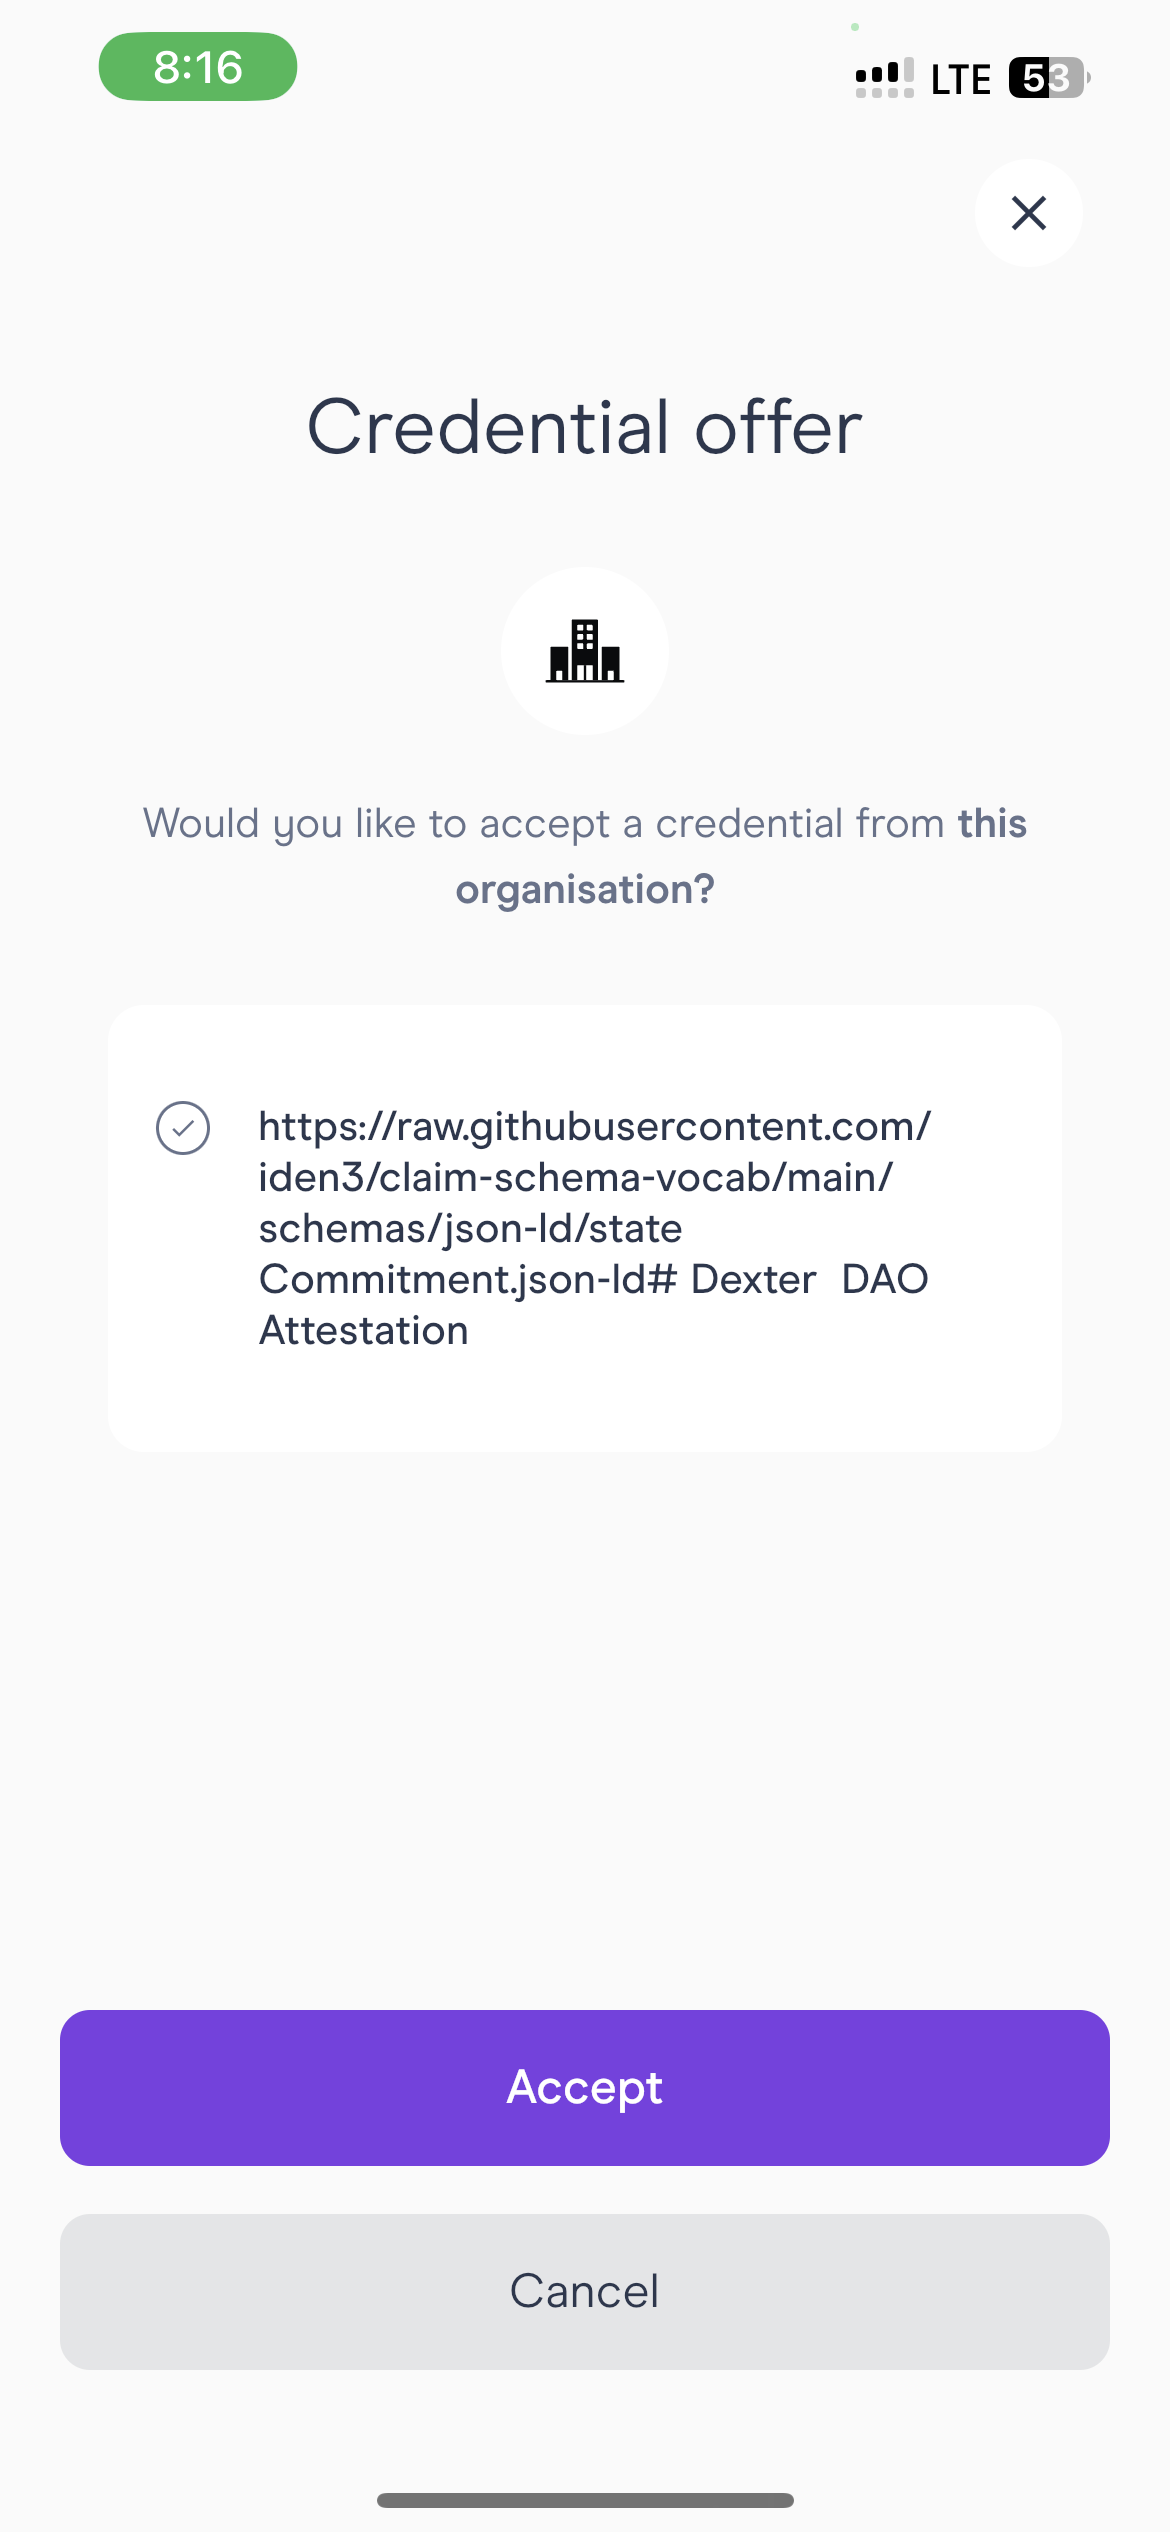 8:16
LTE 53
Credential offer
Would you like to accept a credential from this
organisation?
https://raw.githubusercontent.com/
iden3/claim-schema-vocab/main/
schemas/json-ld/state
Commitment.json-ld# Dexter  DAO
Attestation
Accept
Cancel